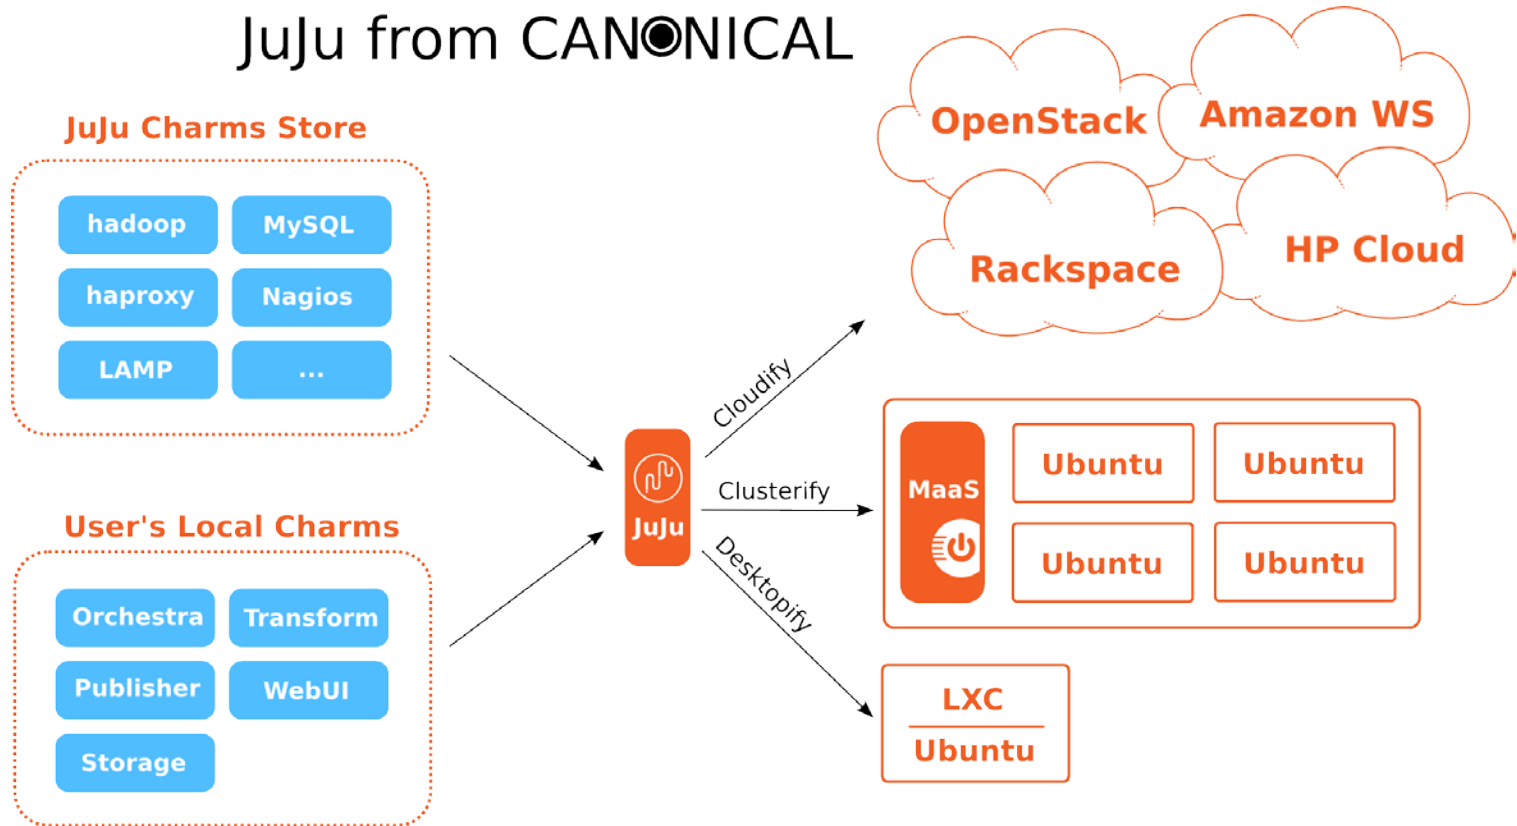 JuJu from CANONICAL
JuJu Charms Store
hadoop
MySQL
haproxy
Nagios
LAMP
...
User's Local Charms
Orchestra
Transform
Publisher
WebUI
Storage
JuJu
Cloudify
Clusterify
Desktopify
OpenStack
Amazon WS
Rackspace
HP Cloud
MaaS
Ubuntu
Ubuntu
Ubuntu
Ubuntu
LXC
Ubuntu